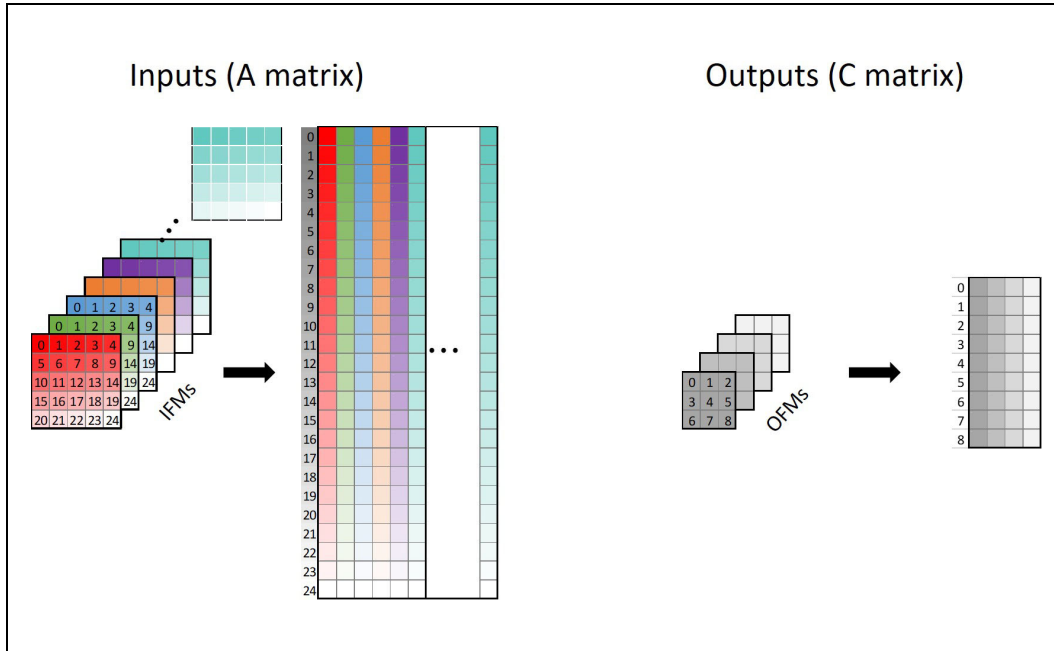 Inputs (A matrix)
Outputs (C matrix)
0 1 2 3 4
0 1 2 3 4 9
0 1 2 3 4 9 14
5 6 7 8 9 14 19
10 11 12 13 14 19 24
15 16 17 18 19 24
20 21 22 23 24
IFMs
0
1
2
3
4
5
6
7
8
9
10
11
12
13
14
15
16
17
18
19
20
21
22
23
24
...
0 1 2
3 4 5
6 7 8
OFMs
0
1
2
3
4
5
6
7
8